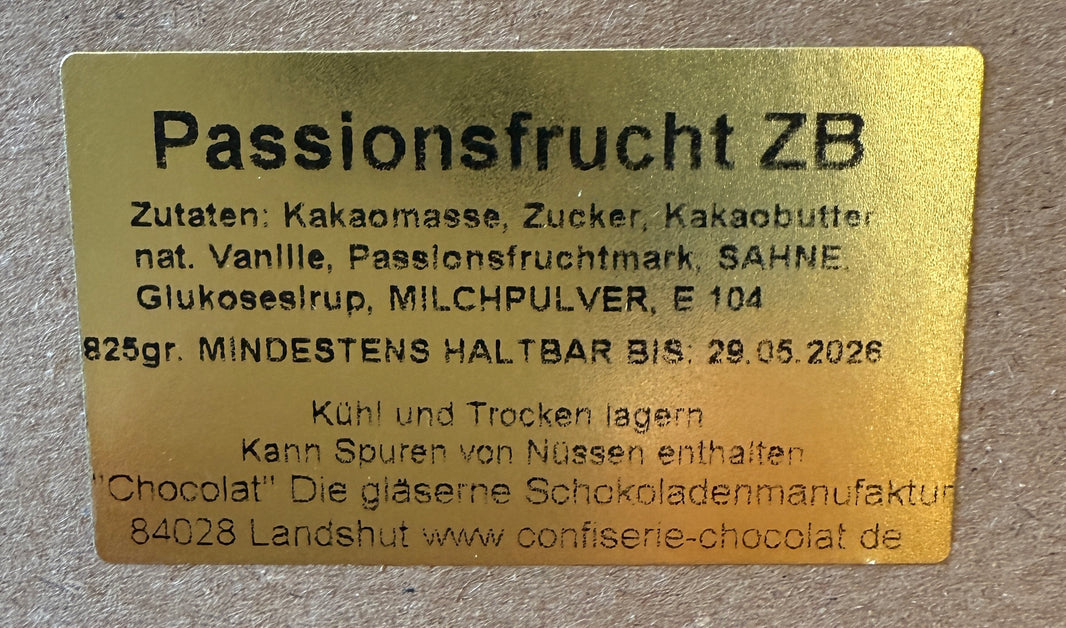 Passionsfrucht ZB
Zutaten: Kakaomasse, Zucker, Kakaobutter
nat. Vanille, Passionsfruchtmark, SAHNE,
Glukosesirup, MILCHPULVER, E 104
825gr. MINDESTENS HALTBAR BIS: 29.05.2026
Kühl und Trocken lagern
Kann Spuren von Nüssen enthalten
"Chocolat" Die gläserne Schokoladenmanufaktur
84028 Landshut www.confiserie-chocolat.de